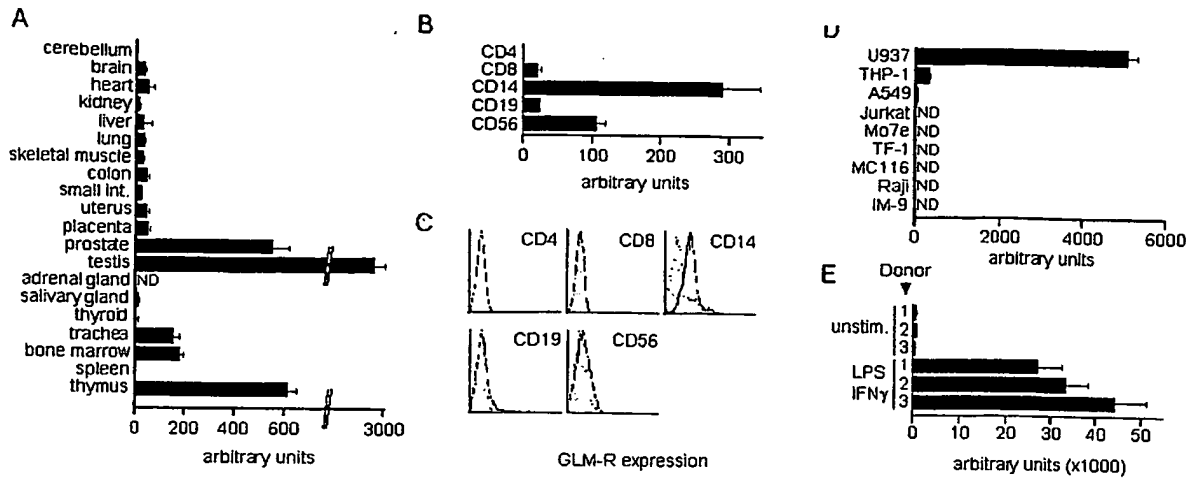 A
cerebellum
brain
heart
kidney
liver
lung
skeletal muscle
colon
small int.
uterus
placenta
prostate
testis
adrenal gland ND
salivary gland
thyroid
trachea
bone marrow
spleen
thymus
0 200 400 600 3000
arbitrary units
B
CD4
CD8
CD14
CD19
CD56
0 100 200 300
arbitrary units
C
CD4 CD8 CD14
CD19 CD56
GLM-R expression
D
U937
THP-1
A549
Jurkat ND
Mo7e ND
TF-1 ND
MC116 ND
Raji ND
IM-9 ND
0 2000 4000 6000
arbitrary units
E Donor
unstim. 1
2
3
LPS 1
IFNγ 2
3
0 10 20 30 40 50
arbitrary units (x1000)